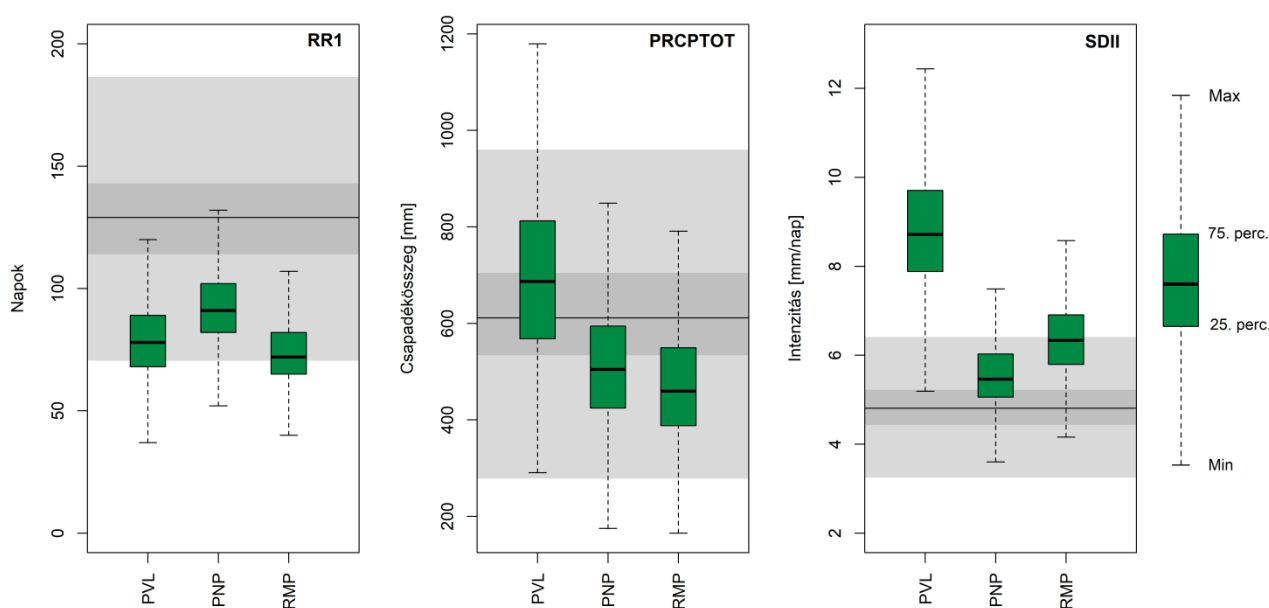 RR1
Napok
200
150
100
50
0
PVL
PNP
RMP
PRCPTOT
Csapadékösszeg [mm]
1200
1000
800
600
400
200
PVL
PNP
RMP
SDII
Intenzitás [mm/nap]
12
10
8
6
4
2
PVL
PNP
RMP
Max
75. perc.
25. perc.
Min